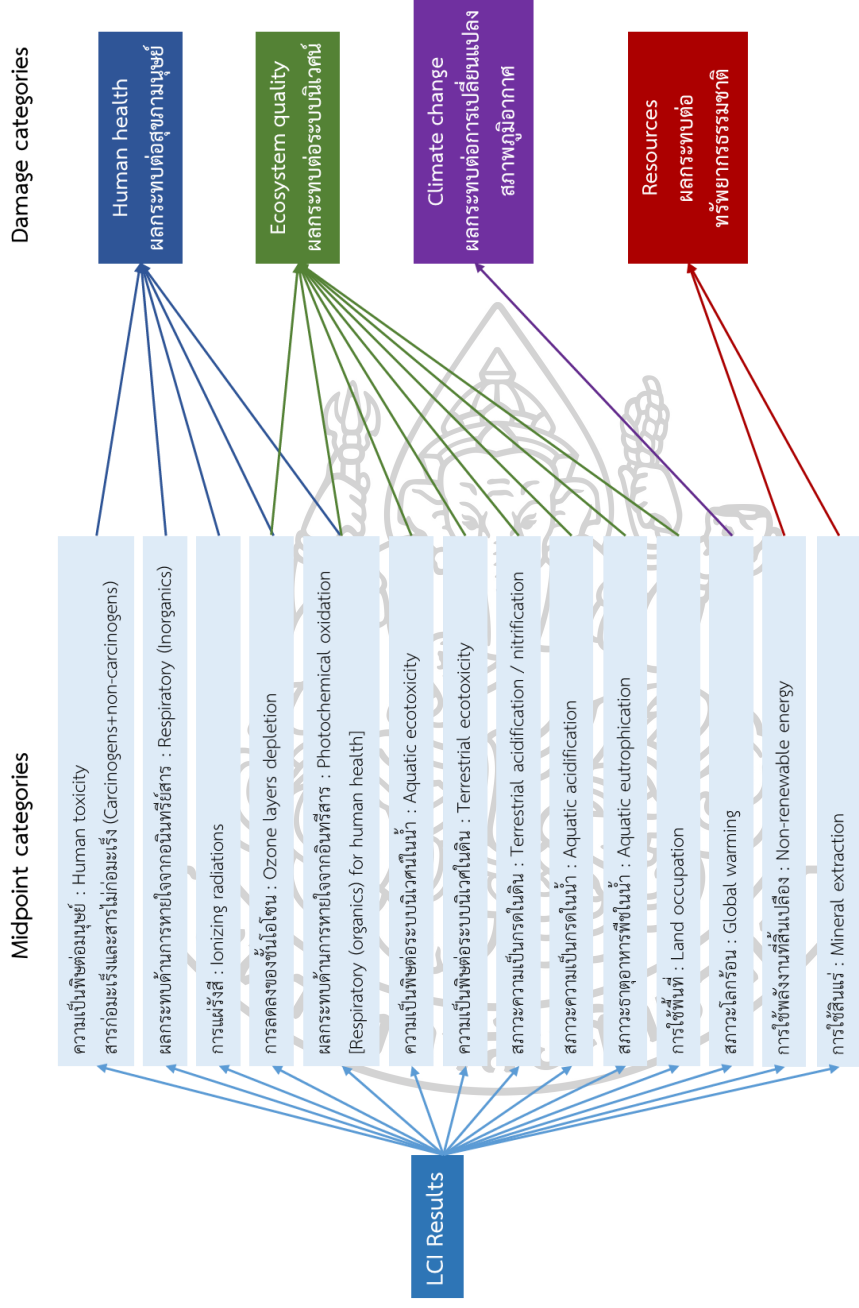 Midpoint categories
Damage categories
LCI Results
ความเป็นพิษต่อมนุษย์ : Human toxicity
สารก่อมะเร็งและสารไม่ก่อมะเร็ง (Carcinogens+non-carcinogens)
ผลกระทบด้านการหายใจจากอนินทรีย์สาร : Respiratory (Inorganics)
การแผ่รังสี : Ionizing radiations
การลดลงของชั้นโอโซน : Ozone layers depletion
ผลกระทบด้านการหายใจจากอินทรีสาร : Photochemical oxidation
[Respiratory (organics) for human health]
ความเป็นพิษต่อระบบนิเวศน์ในน้ำ : Aquatic ecotoxicity
ความเป็นพิษต่อระบบนิเวศในดิน : Terrestrial ecotoxicity
สภาวะความเป็นกรดในดิน : Terrestrial acidification / nitrification
สภาวะความเป็นกรดในน้ำ : Aquatic acidification
สภาวะธาตุอาหารพืชในน้ำ : Aquatic eutrophication
การใช้พื้นที่ : Land occupation
สภาวะโลกร้อน : Global warming
การใช้พลังงานที่สิ้นเปลือง : Non-renewable energy
การใช้สินแร่ : Mineral extraction
Human health
ผลกระทบต่อสุขภามนุษย์
Ecosystem quality
ผลกระทบต่อระบบนิเวศน์
Climate change
ผลกระทบต่อการเปลี่ยนแปลง
สภาพภูมิอากาศ
Resources
ผลกระทบต่อ
ทรัพยากรธรรมชาติ